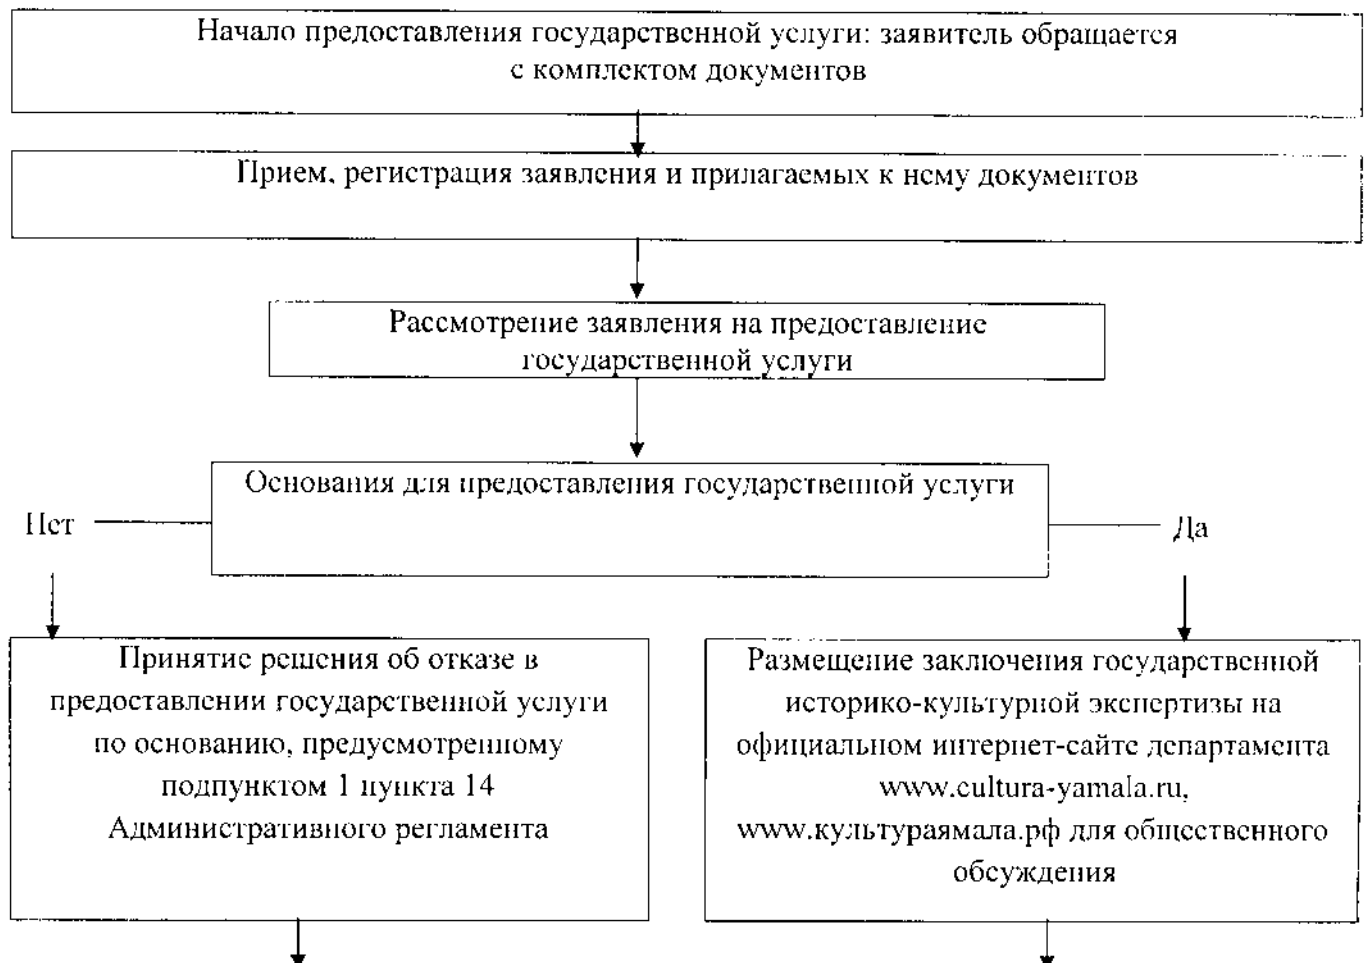 Начало предоставления государственной услуги: заявитель обращается
с комплектом документов
Прием, регистрация заявления и прилагаемых к нему документов
Рассмотрение заявления на предоставление
государственной услуги
Основания для предоставления государственной услуги
Нет
Да
Принятие решения об отказе в
предоставлении государственной услуги
по основанию, предусмотренному
подпунктом 1 пункта 14
Административного регламента
Размещение заключения государственной
историко-культурной экспертизы на
официальном интернет-сайте департамента
www.cultura-yamala.ru,
www.культураямала.рф для общественного
обсуждения